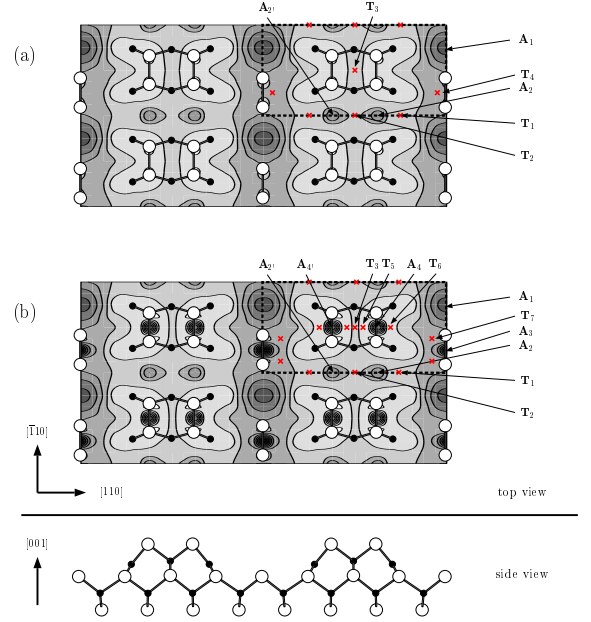 A2' T3
(a)
A1
T4
A2
T1
T2
A2' A4' T3 T5 A4 T6
(b)
A1
T7
A3
A2
T1
T2
[1̅10]
[110]
top view
[001]
side view